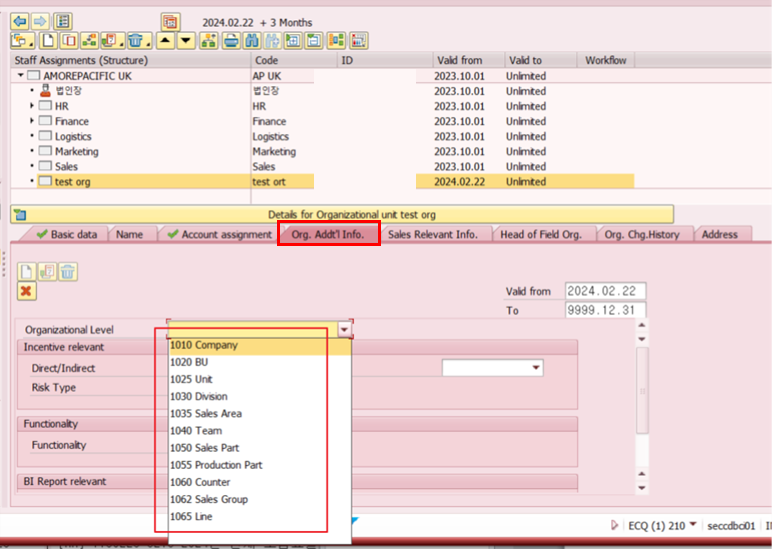 2024.02.22 + 3 Months
Staff Assignments (Structure) Code ID Valid from Valid to Workflow
AMOREPACIFIC UK AP UK 2023.10.01 Unlimited
법인장 법인장 2023.10.01 Unlimited
HR HR 2023.10.01 Unlimited
Finance Finance 2023.10.01 Unlimited
Logistics Logistics 2023.10.01 Unlimited
Marketing Marketing 2023.10.01 Unlimited
Sales Sales 2023.10.01 Unlimited
test org test ort 2024.02.22 Unlimited
Details for Organizational unit test org
Basic data Name Account assignment Org. Addt'l Info. Sales Relevant Info. Head of Field Org. Org. Chg.History Address
Valid from 2024.02.22
To 9999.12.31
Organizational Level
1010 Company
Incentive relevant
1020 BU
Direct/Indirect
1025 Unit
Risk Type
1030 Division
1035 Sales Area
Functionality
1040 Team
Functionality
1050 Sales Part
1055 Production Part
BI Report relevant
1060 Counter
1062 Sales Group
1065 Line
ECQ (1) 210 seccdbci01